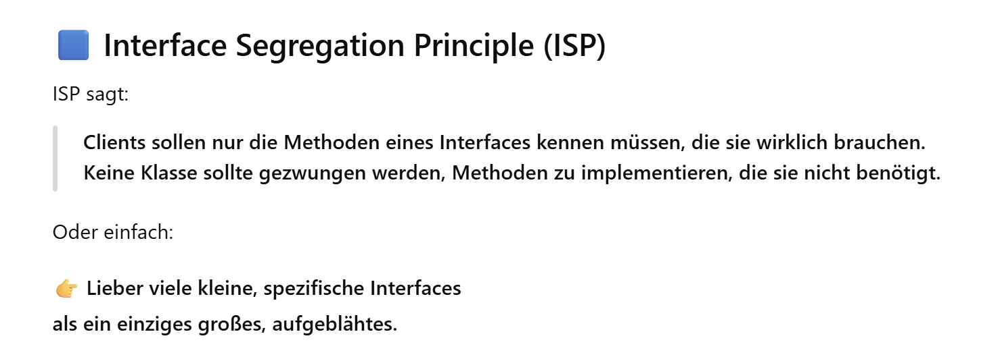 Interface Segregation Principle (ISP)
ISP sagt:
Clients sollen nur die Methoden eines Interfaces kennen müssen, die sie wirklich brauchen.
Keine Klasse sollte gezwungen werden, Methoden zu implementieren, die sie nicht benötigt.
Oder einfach:
👉 Lieber viele kleine, spezifische Interfaces
als ein einziges großes, aufgeblähtes.